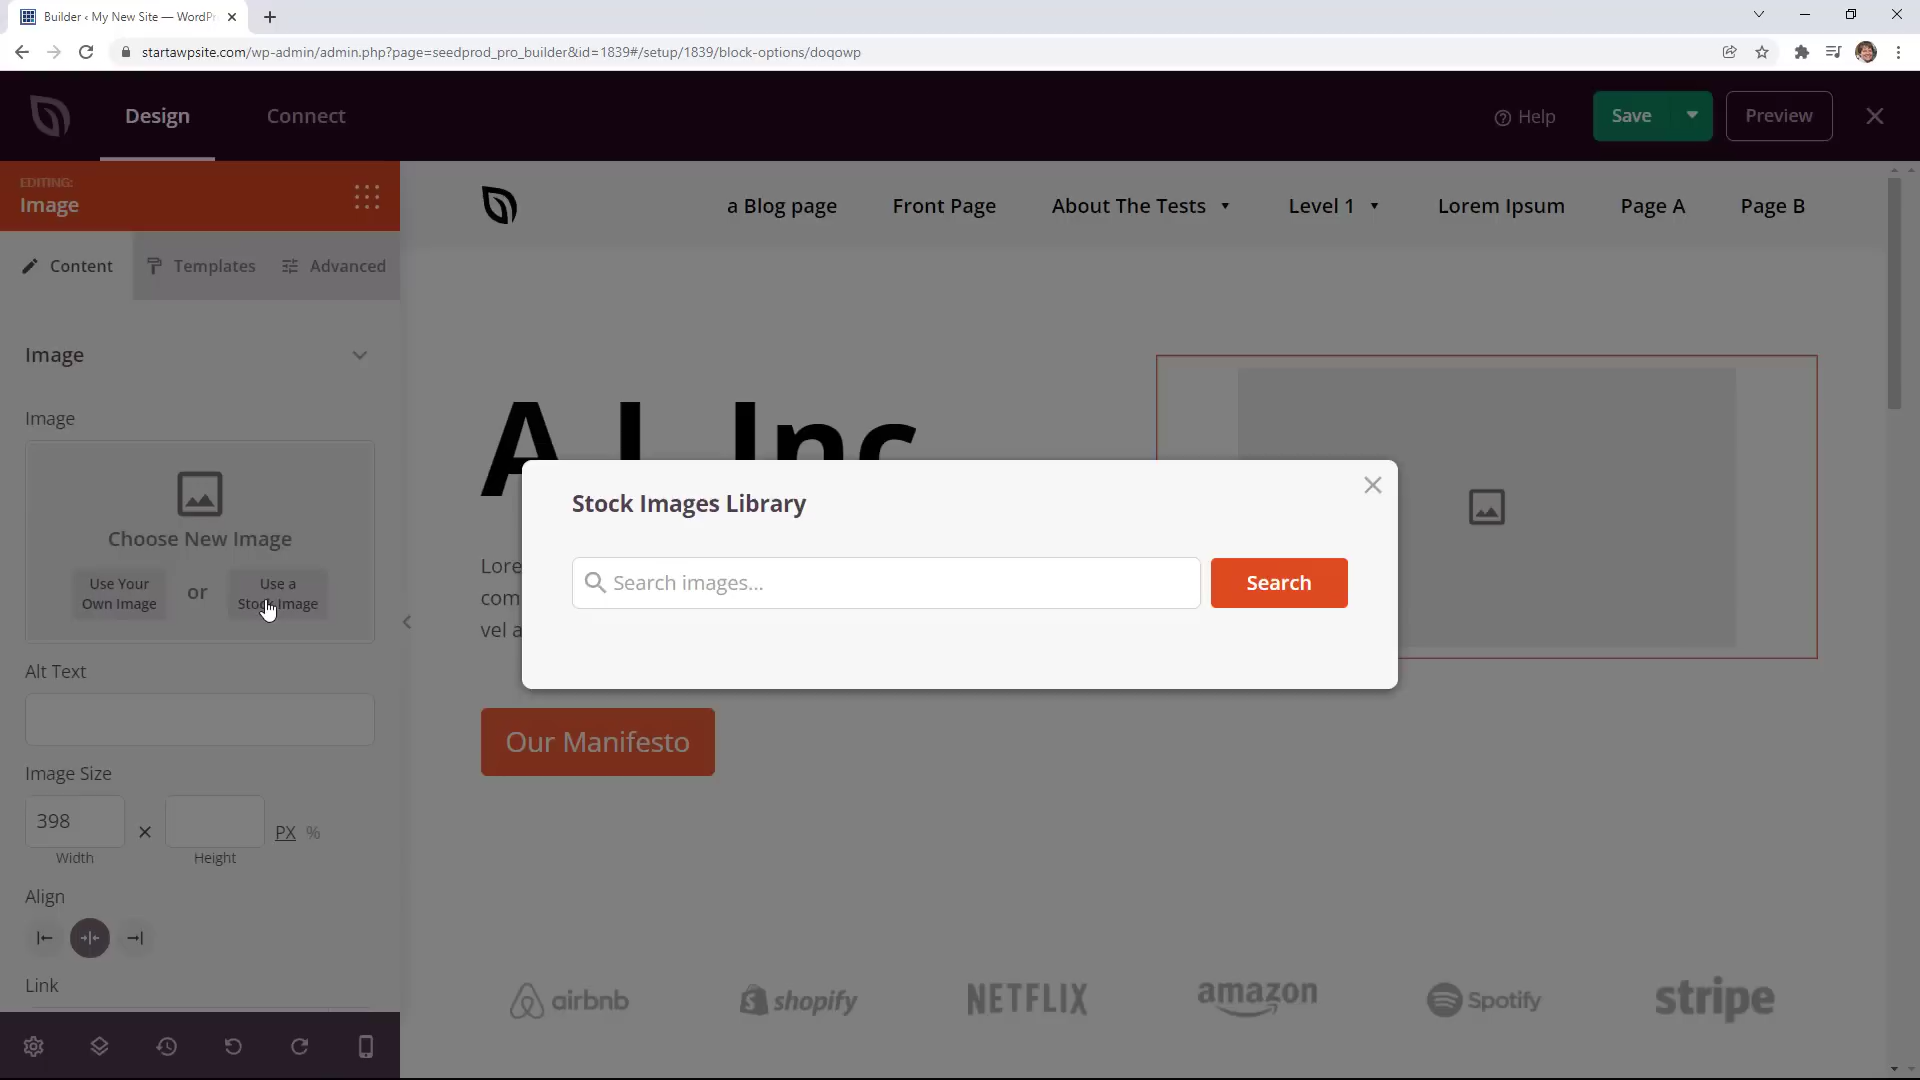 Builder ‹ My New Site — WordPr
startawpsite.com/wp-admin/admin.php?page=seedprod_pro_builder&id=1839#/setup/1839/block-options/doqowp
Design
Connect
Help
Save
Preview
EDITING:
Image
a Blog page
Front Page
About The Tests
Level 1
Lorem Ipsum
Page A
Page B
Content
Templates
Advanced
Image
Image
Choose New Image
Use Your
Own Image
or
Use a
Stock Image
Alt Text
Image Size
398
×
PX
%
Width
Height
Align
Link
Stock Images Library
Search images...
Search
Our Manifesto
airbnb
shopify
NETFLIX
amazon
Spotify
stripe